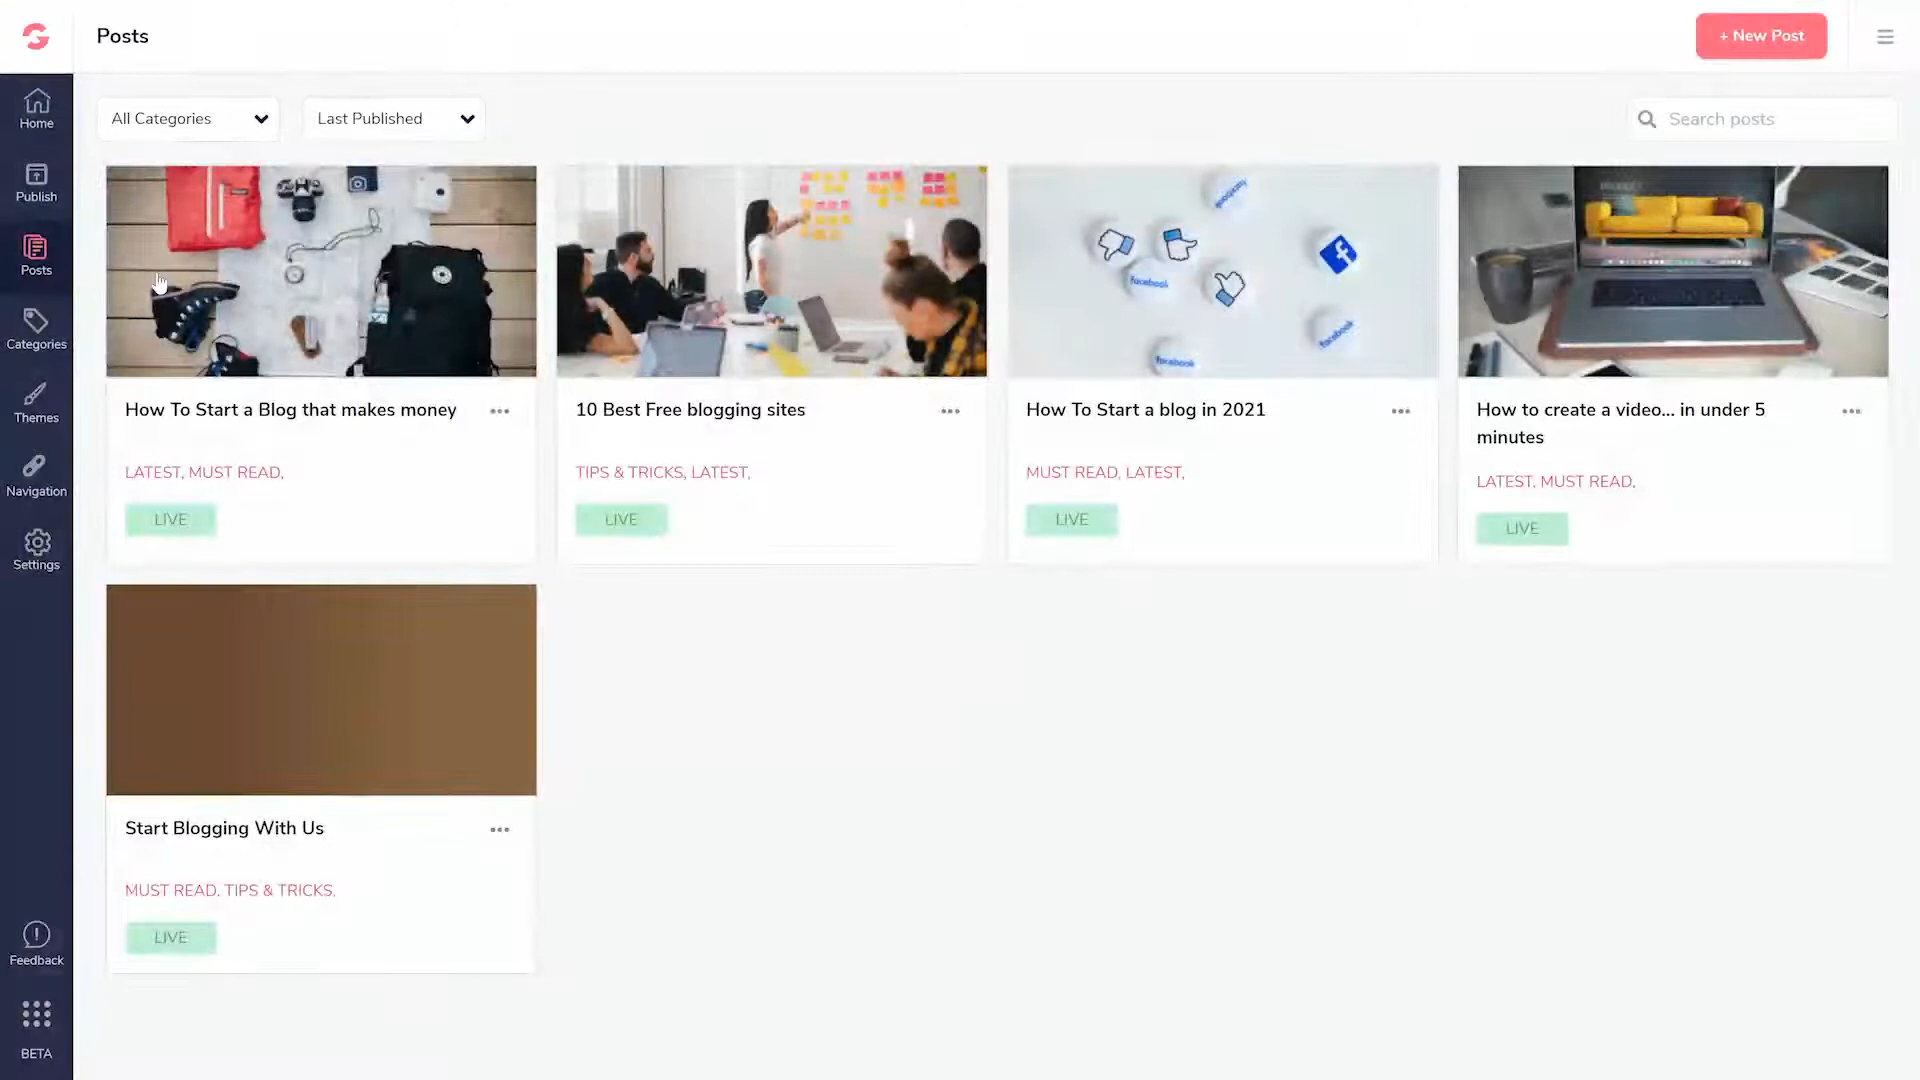 Posts
+ New Post
Home
Publish
Posts
Categories
Themes
Navigation
Settings
Feedback
BETA
All Categories
Last Published
Search posts
facebook
facebook
facebook
How To Start a Blog that makes money
LATEST, MUST READ,
LIVE
10 Best Free blogging sites
TIPS & TRICKS, LATEST,
LIVE
How To Start a blog in 2021
MUST READ, LATEST,
LIVE
How to create a video... in under 5
minutes
LATEST, MUST READ,
LIVE
Start Blogging With Us
MUST READ, TIPS & TRICKS,
LIVE